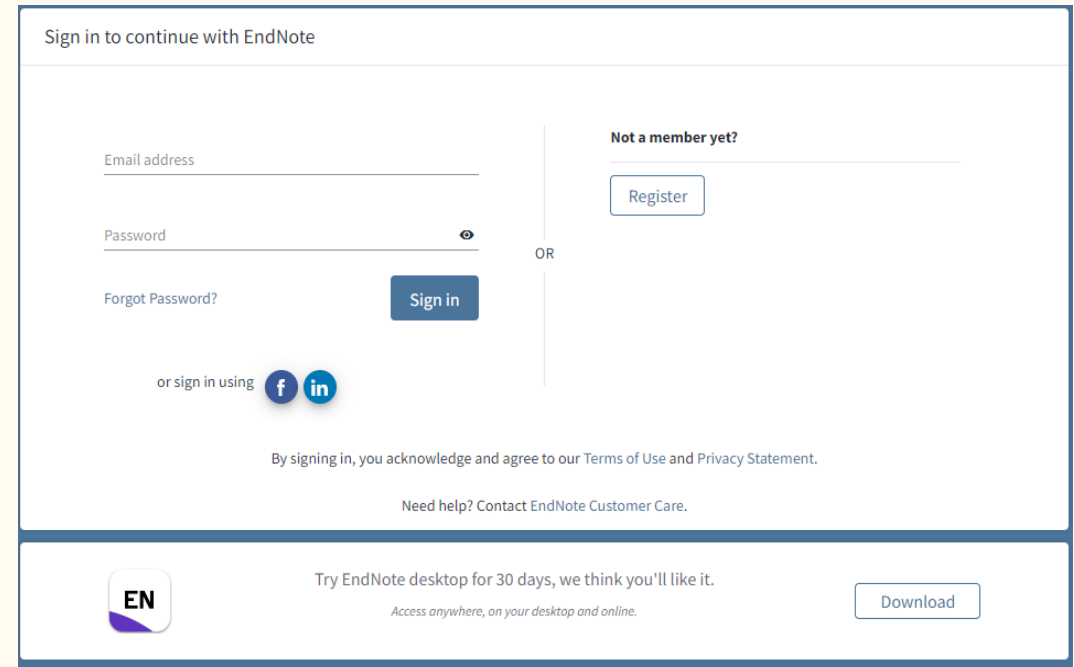 Sign in to continue with EndNote
Email address
Password
Forgot Password?
Sign in
or sign in using
f
in
OR
Not a member yet?
Register
By signing in, you acknowledge and agree to our Terms of Use and Privacy Statement.
Need help? Contact EndNote Customer Care.
EN
Try EndNote desktop for 30 days, we think you'll like it.
Access anywhere, on your desktop and online.
Download